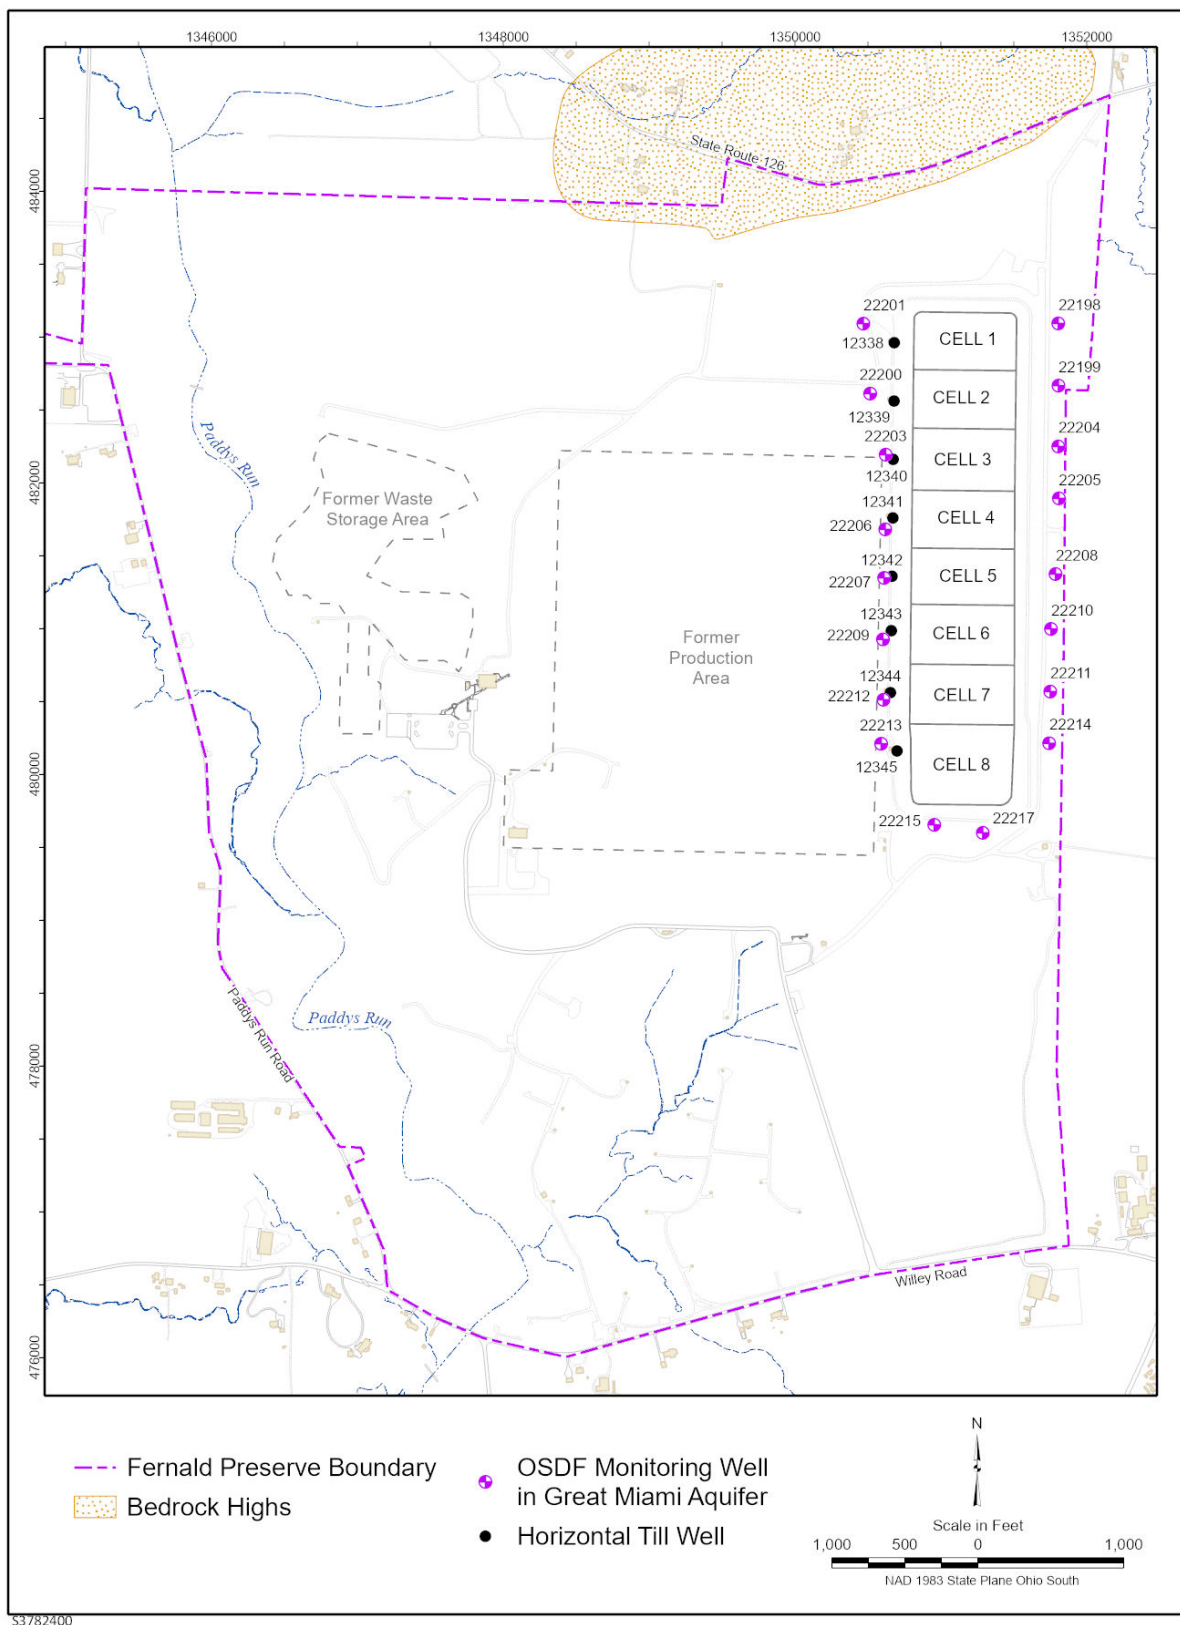 1346000
1348000
1350000
1352000
484000
482000
480000
478000
476000
State Route 126
22201
22198
12338
CELL 1
22200
22199
CELL 2
12339
22203
22204
CELL 3
12340
22205
12341
CELL 4
22206
12342
22208
CELL 5
22207
12343
22210
CELL 6
22209
12344
22211
CELL 7
22212
22213
22214
12345
CELL 8
22215
22217
Paddys Run
Former Waste
Storage Area
Former
Production
Area
Paddys Run
Paddys Run Road
Willey Road
Fernald Preserve Boundary
Bedrock Highs
OSDF Monitoring Well
in Great Miami Aquifer
Horizontal Till Well
N
Scale in Feet
1,000 500 0 1,000
NAD 1983 State Plane Ohio South
S3782400